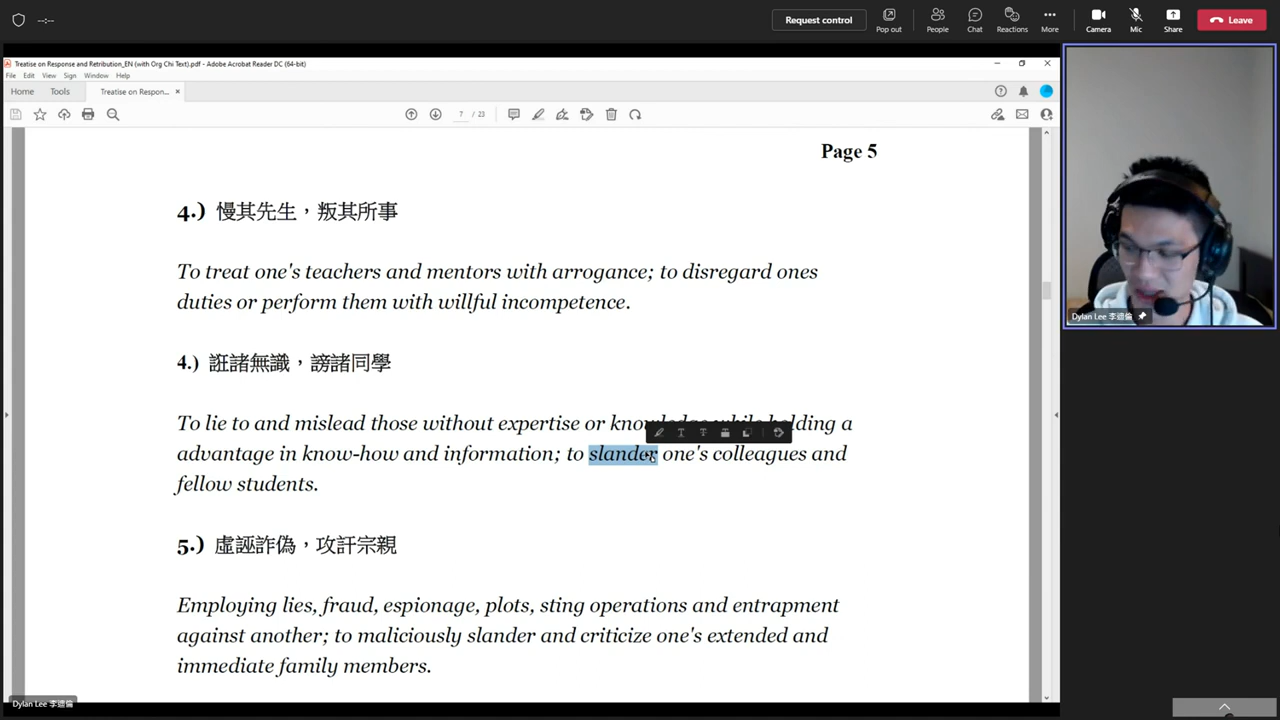 --:--
Request control
Pop out
People
Chat
Reactions
More
Camera
Mic
Share
Leave
Treatise on Response and Retribution_EN (with Org Chi Text).pdf - Adobe Acrobat Reader DC (64-bit)
File Edit View Sign Window Help
Home Tools Treatise on Respon... ×
7 / 23
Page 5
4.) 慢其先生，叛其所事
To treat one's teachers and mentors with arrogance; to disregard ones
duties or perform them with willful incompetence.
4.) 誑諸無識，謗諸同學
To lie to and mislead those without expertise or knowledge while holding a
advantage in know-how and information; to slander one's colleagues and
fellow students.
5.) 虛誣詐偽，攻訐宗親
Employing lies, fraud, espionage, plots, sting operations and entrapment
against another; to maliciously slander and criticize one's extended and
immediate family members.
Dylan Lee 李迪倫
Dylan Lee 李迪倫